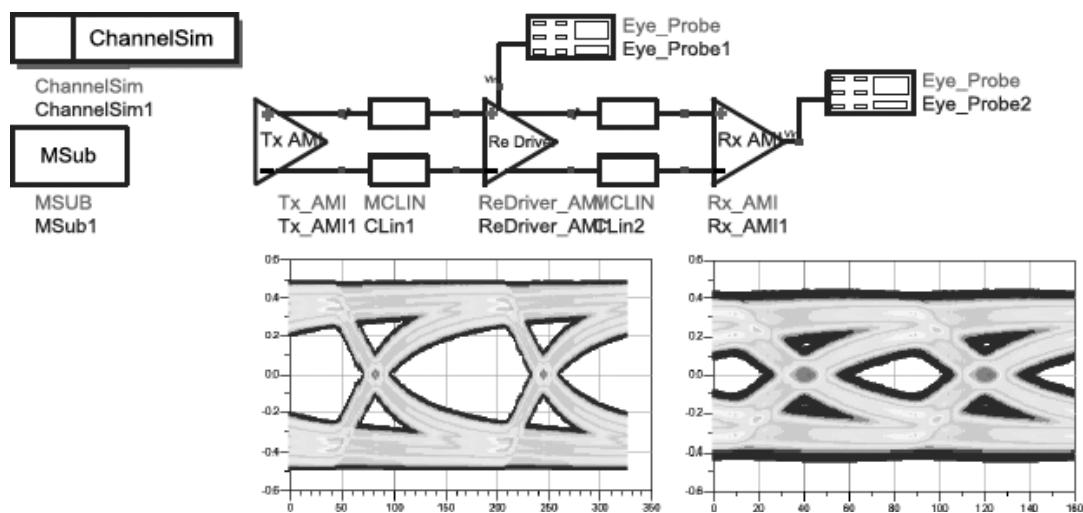 ChannelSim
ChannelSim
ChannelSim1
MSub
MSUB
MSub1
Eye_Probe
Eye_Probe1
Eye_Probe
Eye_Probe2
Tx AMI
Re Driver
Rx AMI
Tx_AMI MCLIN ReDriver_AMI MCLIN Rx_AMI
Tx_AMI1 CLin1 ReDriver_AMI1 CLin2 Rx_AMI1
0.6
0.4
0.2
0.0
-0.2
-0.4
-0.6
0 50 100 150 200 250 300 350
0.6
0.4
0.2
0.0
-0.2
-0.4
-0.6
0 20 40 60 80 100 120 140 160